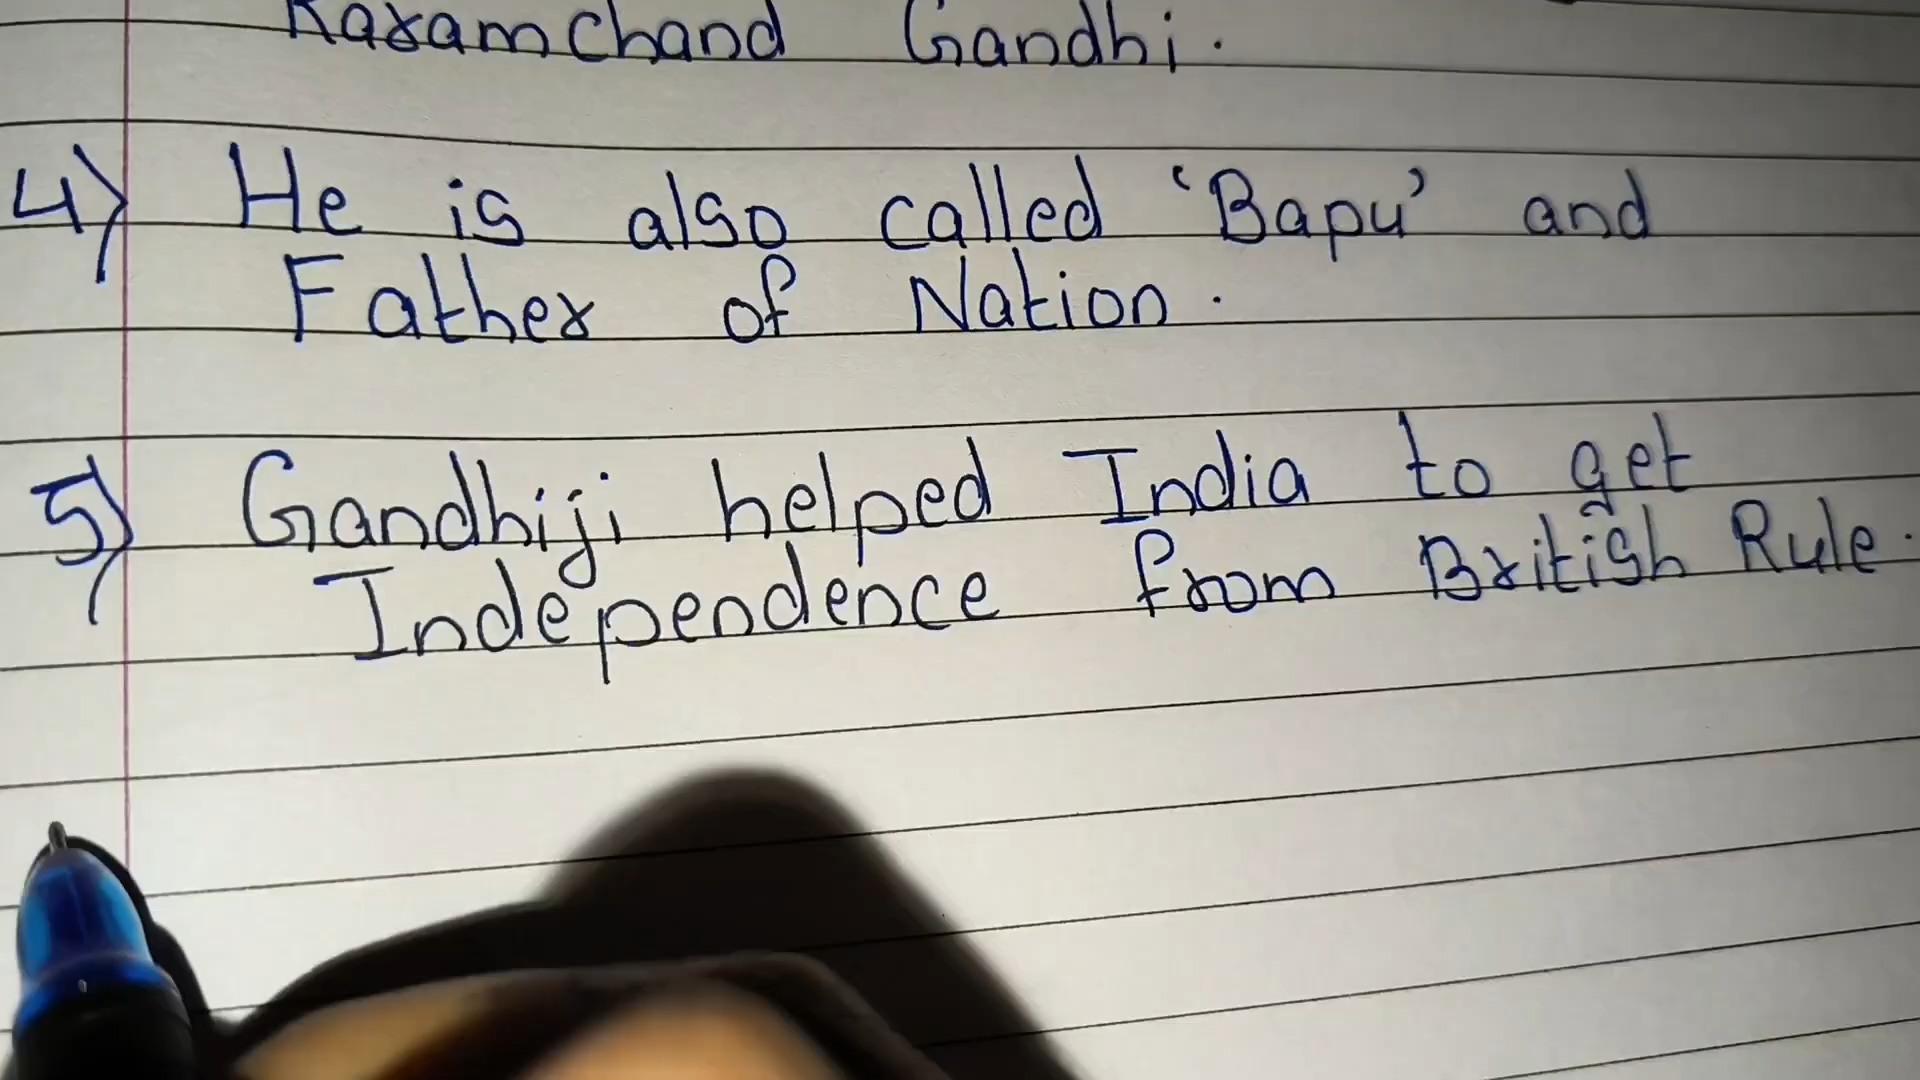 Karamchand Gandhi.
4) He is also called 'Bapu' and
Father of Nation.
5) Gandhiji helped India to get
Independence from British Rule.